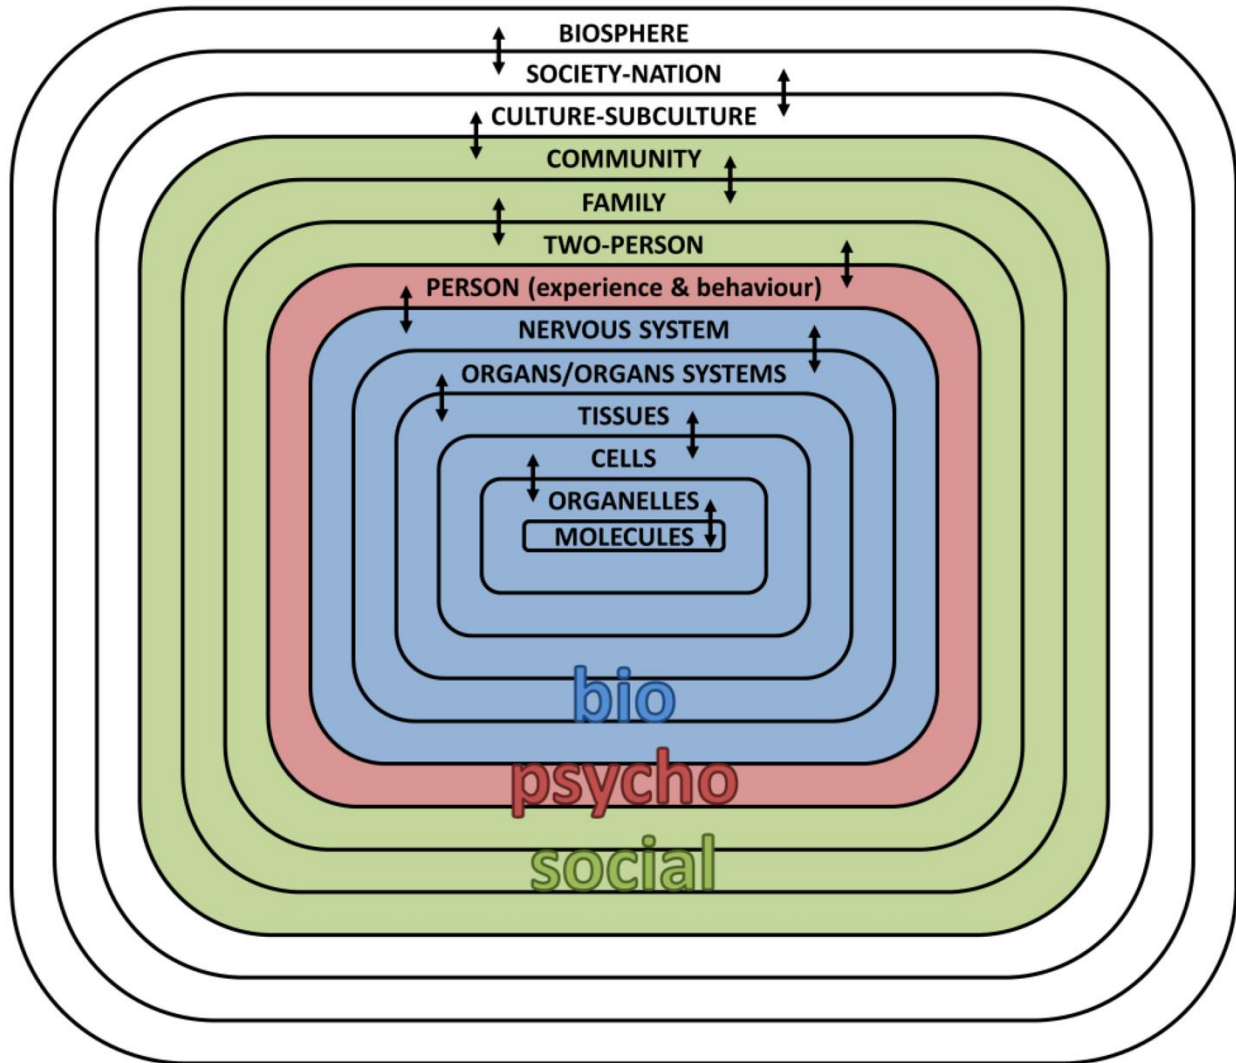 BIOSPHERE
SOCIETY-NATION
CULTURE-SUBCULTURE
COMMUNITY
FAMILY
TWO-PERSON
PERSON (experience & behaviour)
NERVOUS SYSTEM
ORGANS/ORGANS SYSTEMS
TISSUES
CELLS
ORGANELLES
MOLECULES
bio
psycho
social